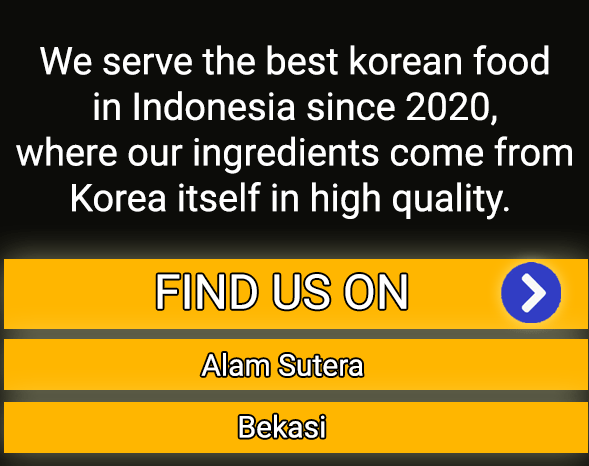 We serve the best korean food
in Indonesia since 2020,
where our ingredients come from
Korea itself in high quality.
FIND US ON
Alam Sutera
Bekasi